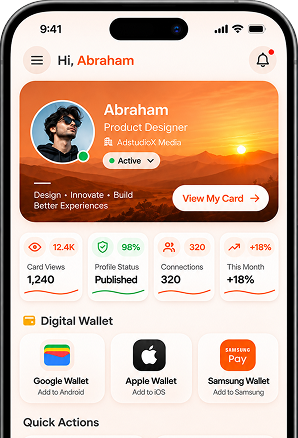 9:41
Hi, Abraham
Abraham
Product Designer
AdstudioX Media
Active
Design • Innovate • Build
Better Experiences
View My Card →
12.4K
98%
320
+18%
Card Views
Profile Status
Connections
This Month
1,240
Published
320
+18%
Digital Wallet
SAMSUNG
Pay
Google Wallet
Apple Wallet
Samsung Wallet
Add to Android
Add to iOS
Add to Samsung
Quick Actions